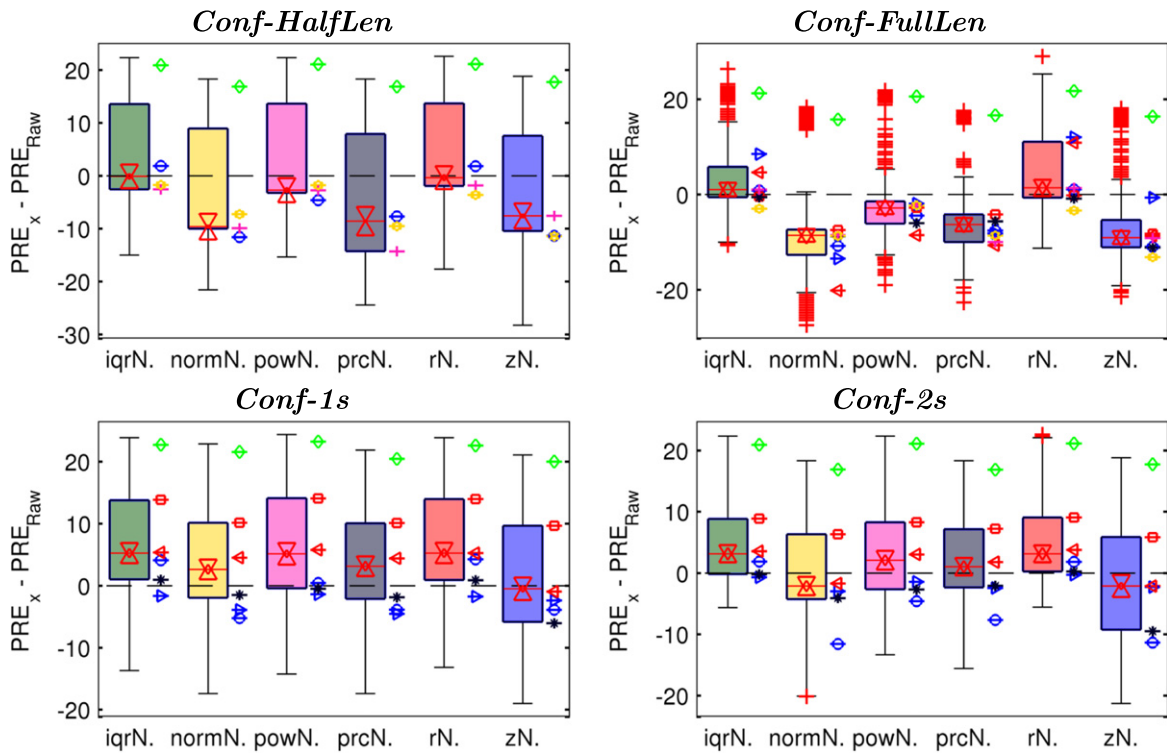 Conf-HalfLen
PRE_x - PRE_Raw
20
10
0
-10
-20
-30
iqrN. normN. powN. prcN. rN. zN.
Conf-FullLen
PRE_x - PRE_Raw
20
0
-20
iqrN. normN. powN. prcN. rN. zN.
Conf-1s
PRE_x - PRE_Raw
20
10
0
-10
-20
iqrN. normN. powN. prcN. rN. zN.
Conf-2s
PRE_x - PRE_Raw
20
10
0
-10
-20
iqrN. normN. powN. prcN. rN. zN.